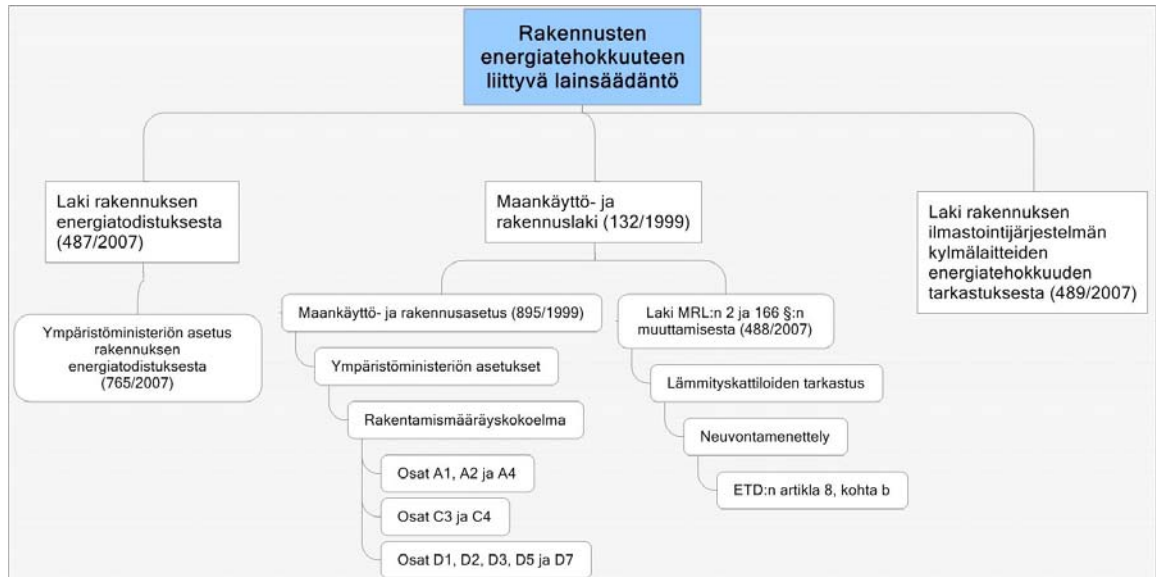 Rakennusten
energiatehokkuuteen
liittyvä lainsäädäntö
Laki rakennuksen
energiatodistuksesta
(487/2007)
Ympäristöministeriön asetus
rakennuksen
energiatodistuksesta
(765/2007)
Maankäyttö- ja
rakennuslaki (132/1999)
Maankäyttö- ja rakennusasetus (895/1999)
Ympäristöministeriön asetukset
Rakentamismääräyskokoelma
Osat A1, A2 ja A4
Osat C3 ja C4
Osat D1, D2, D3, D5 ja D7
Laki MRL:n 2 ja 166 §:n
muuttamisesta (488/2007)
Lämmityskattiloiden tarkastus
Neuvontamenettely
ETD:n artikla 8, kohta b
Laki rakennuksen
ilmastointijärjestelmän
kylmälaitteiden
energiatehokkuuden
tarkastuksesta (489/2007)